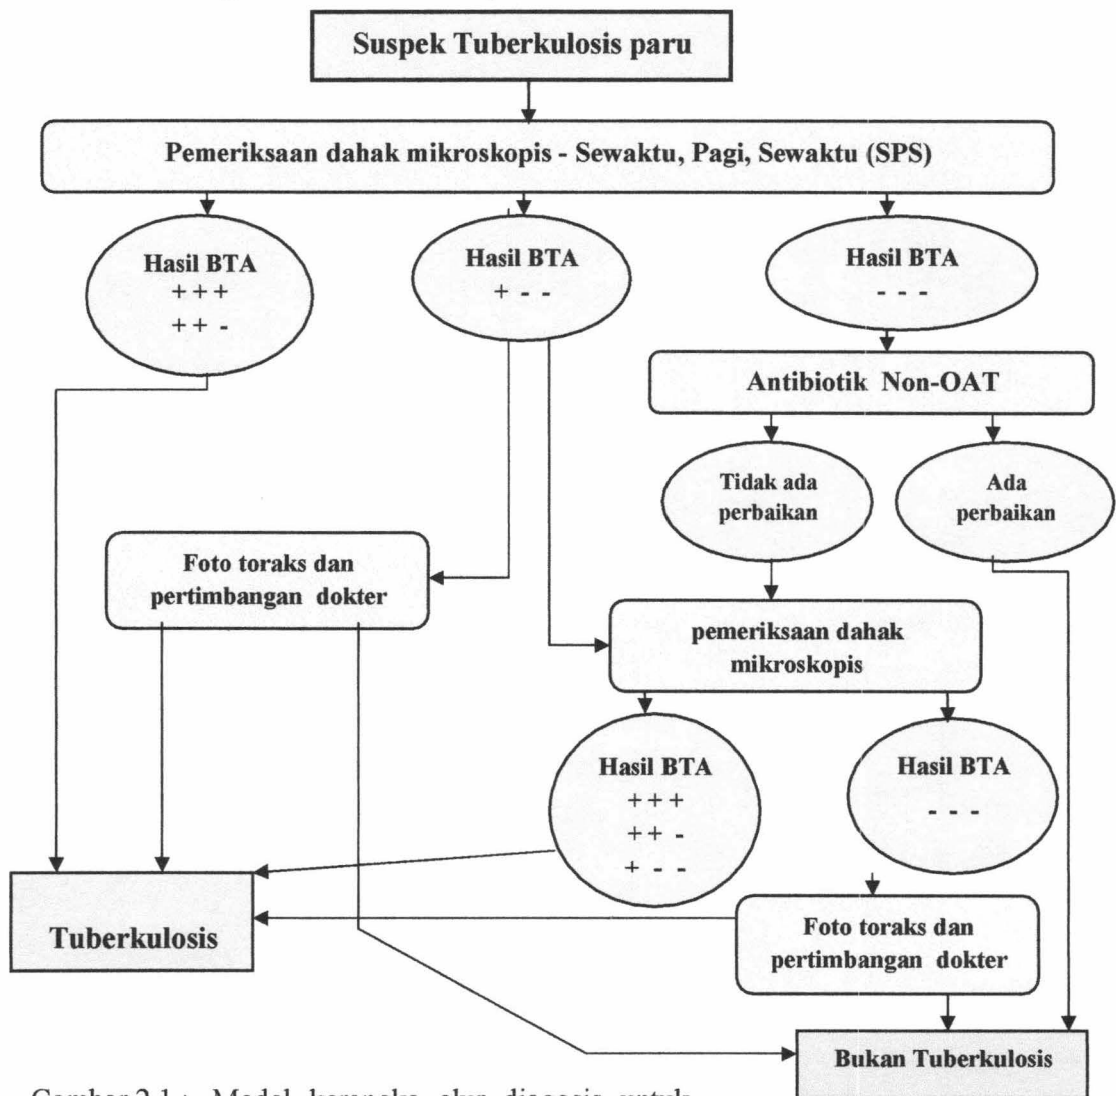 Suspek Tuberkulosis paru
Pemeriksaan dahak mikroskopis - Sewaktu, Pagi, Sewaktu (SPS)
Hasil BTA
+ + +
+ + -
Hasil BTA
+ - -
Hasil BTA
- - -
Antibiotik Non-OAT
Tidak ada
perbaikan
Ada
perbaikan
Foto toraks dan
pertimbangan dokter
pemeriksaan dahak
mikroskopis
Hasil BTA
+ + +
+ + -
+ - -
Hasil BTA
- - -
Tuberkulosis
Foto toraks dan
pertimbangan dokter
Bukan Tuberkulosis
Gambar 2.1 : Model kerangka alur diagnosis untuk